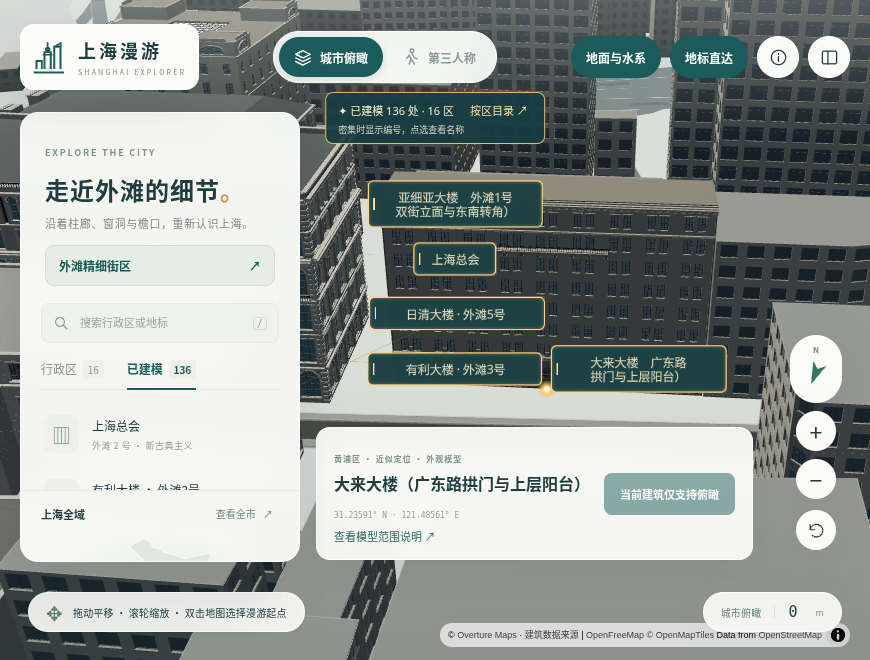 上海漫游
SHANGHAI EXPLORER
城市俯瞰
第三人称
地面与水系
地标直达
✦ 已建模 136 处 · 16 区 按区目录 ↗
密集时显示编号，点选查看名称
EXPLORE THE CITY
走近外滩的细节。
沿着柱廊、窗洞与檐口，重新认识上海。
外滩精细街区 ↗
搜索行政区或地标 /
行政区 16
已建模 136
上海总会
外滩 2 号 • 新古典主义
有利大楼 · 外滩3号
上海全域
查看全市 ↗
亚细亚大楼 外滩1号
双街立面与东南转角）
上海总会
日清大楼 · 外滩5号
有利大楼 · 外滩3号
大来大楼 广东路
拱门与上层阳台）
黄浦区 • 近似定位 • 外观模型
大来大楼（广东路拱门与上层阳台）
31.23591° N · 121.48561° E
查看模型范围说明 ↗
当前建筑仅支持俯瞰
N
+
−
拖动平移 • 滚轮缩放 • 双击地图选择漫游起点
城市俯瞰 0 m
© Overture Maps · 建筑数据来源 | OpenFreeMap © OpenMapTiles Data from OpenStreetMap